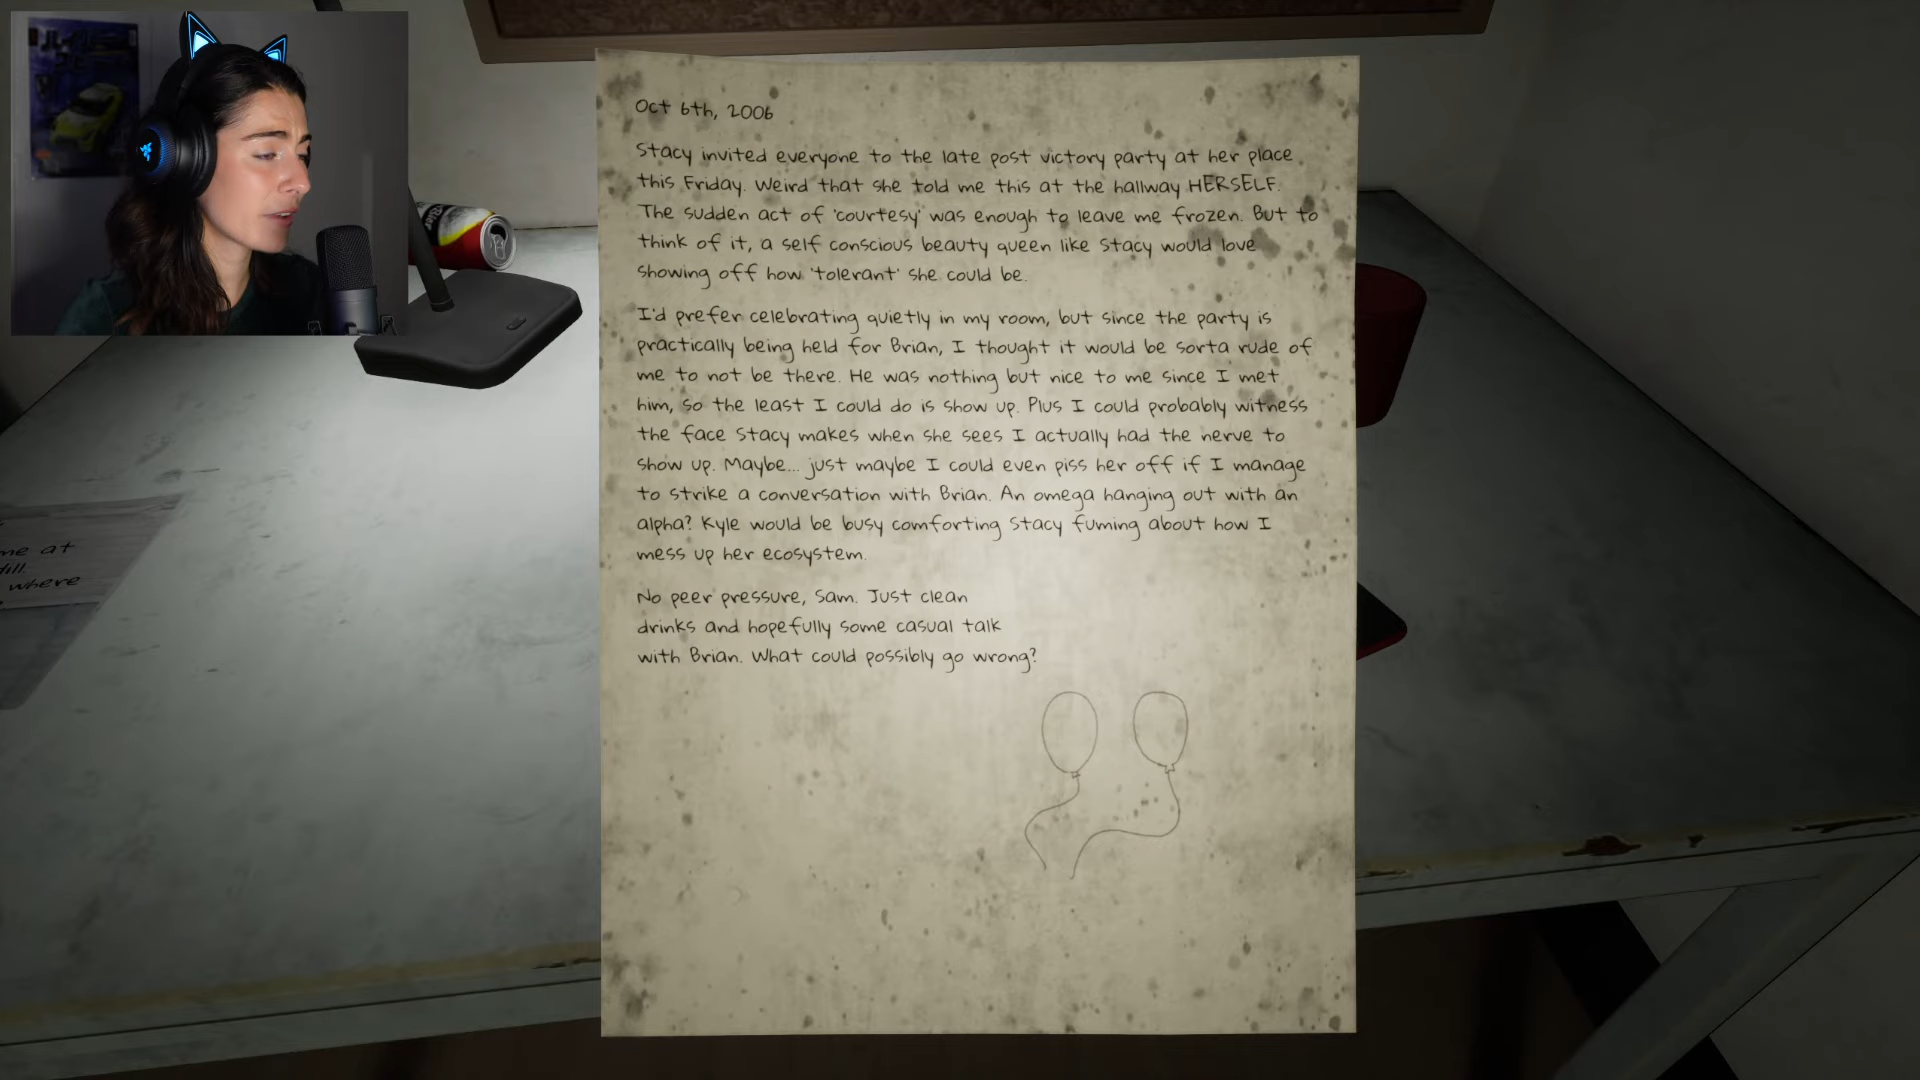 Oct 6th, 2006
Stacy invited everyone to the late post victory party at her place
this Friday. Weird that she told me this at the hallway HERSELF.
The sudden act of 'courtesy' was enough to leave me frozen. But to
think of it, a self conscious beauty queen like Stacy would love
showing off how 'tolerant' she could be.
I'd prefer celebrating quietly in my room, but since the party is
practically being held for Brian, I thought it would be sorta rude of
me to not be there. He was nothing but nice to me since I met
him, so the least I could do is show up. Plus I could probably witness
the face Stacy makes when she sees I actually had the nerve to
show up. Maybe... just maybe I could even piss her off if I manage
to strike a conversation with Brian. An omega hanging out with an
alpha? Kyle would be busy comforting Stacy fuming about how I
mess up her ecosystem.
No peer pressure, Sam. Just clean
drinks and hopefully some casual talk
with Brian. What could possibly go wrong?
me at
where